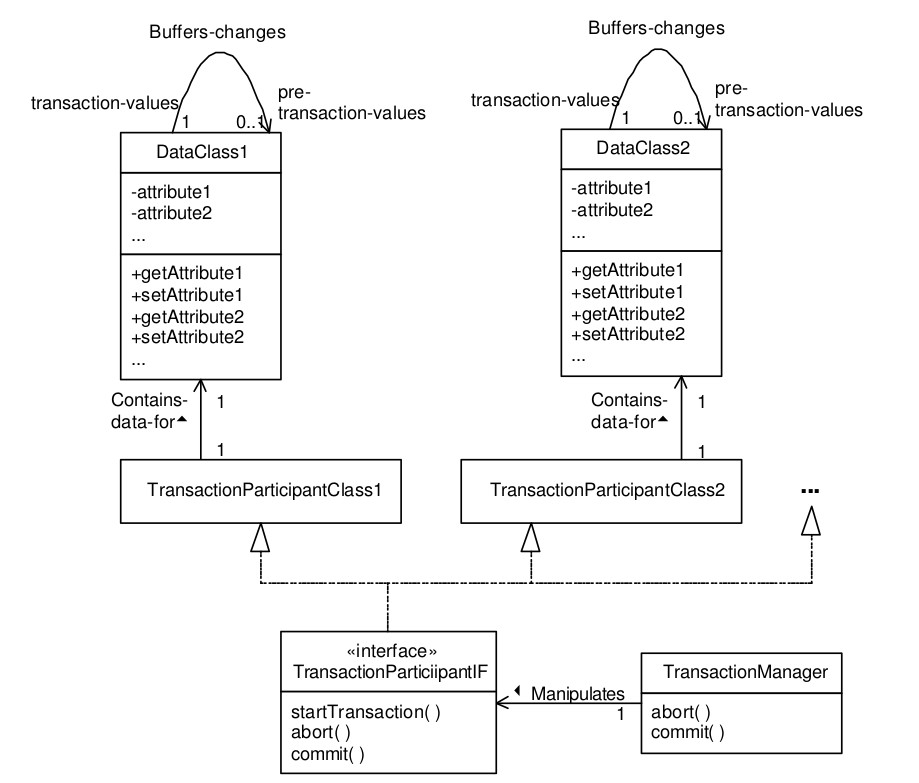 Buffers-changes
transaction-values
pre-
transaction-values
1
0..1
DataClass1
-attribute1
-attribute2
...
+getAttribute1
+setAttribute1
+getAttribute2
+setAttribute2
...
Contains-
data-for
1
1
TransactionParticipantClass1
Buffers-changes
transaction-values
pre-
transaction-values
1
0..1
DataClass2
-attribute1
-attribute2
...
+getAttribute1
+setAttribute1
+getAttribute2
+setAttribute2
...
Contains-
data-for
1
1
TransactionParticipantClass2
...
«interface»
TransactionParticiipantIF
startTransaction( )
abort( )
commit( )
Manipulates
1
TransactionManager
abort( )
commit( )